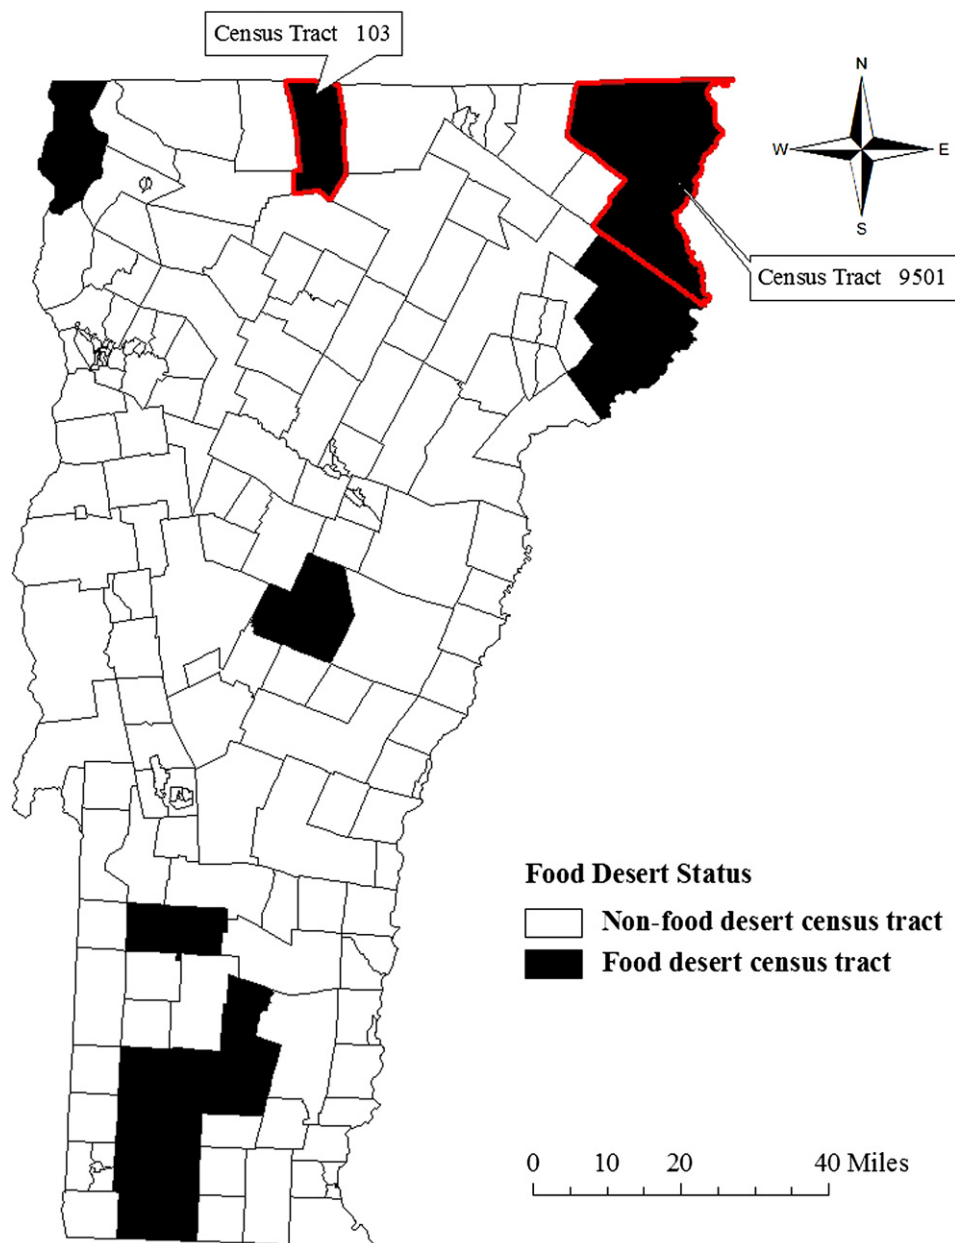 Census Tract 103
N
W E
S
Census Tract 9501
Food Desert Status
Non-food desert census tract
Food desert census tract
0 10 20 40 Miles